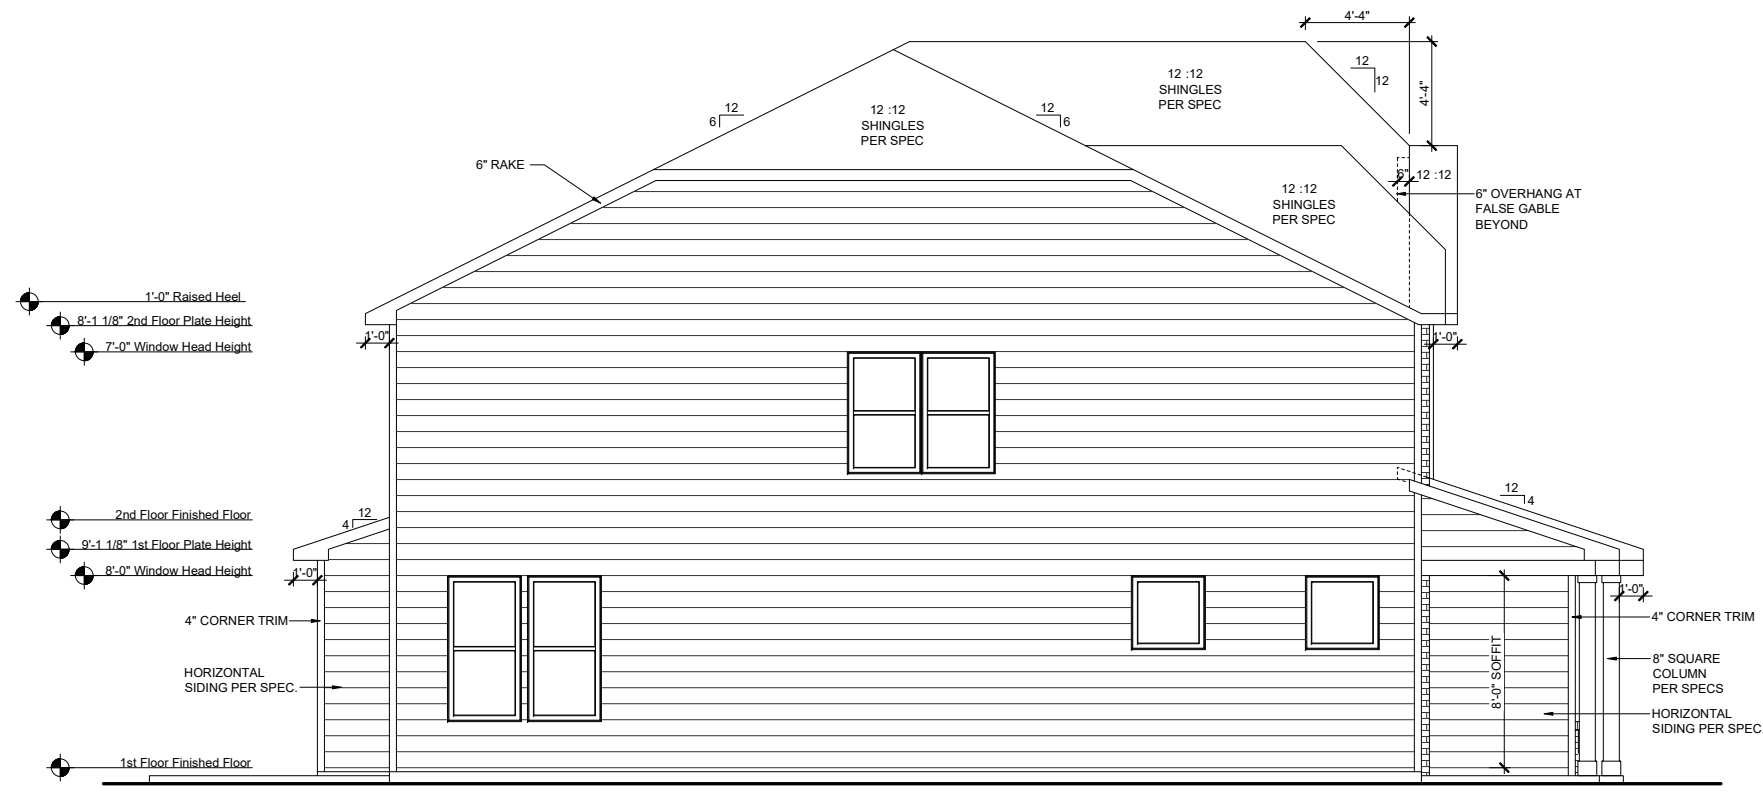 4'-4"
12
12
4'-4"
12 :12
SHINGLES
PER SPEC
12
6
12 :12
SHINGLES
PER SPEC
12
6
6" RAKE
6"
12 :12
12 :12
SHINGLES
PER SPEC
6" OVERHANG AT
FALSE GABLE
BEYOND
1'-0" Raised Heel
8'-1 1/8" 2nd Floor Plate Height
7'-0" Window Head Height
1'-0"
1'-0"
12
4
2nd Floor Finished Floor
12
4
9'-1 1/8" 1st Floor Plate Height
8'-0" Window Head Height
1'-0"
1'-0"
4" CORNER TRIM
4" CORNER TRIM
8'-0" SOFFIT
HORIZONTAL
SIDING PER SPEC.
8" SQUARE
COLUMN
PER SPECS
HORIZONTAL
SIDING PER SPEC
1st Floor Finished Floor